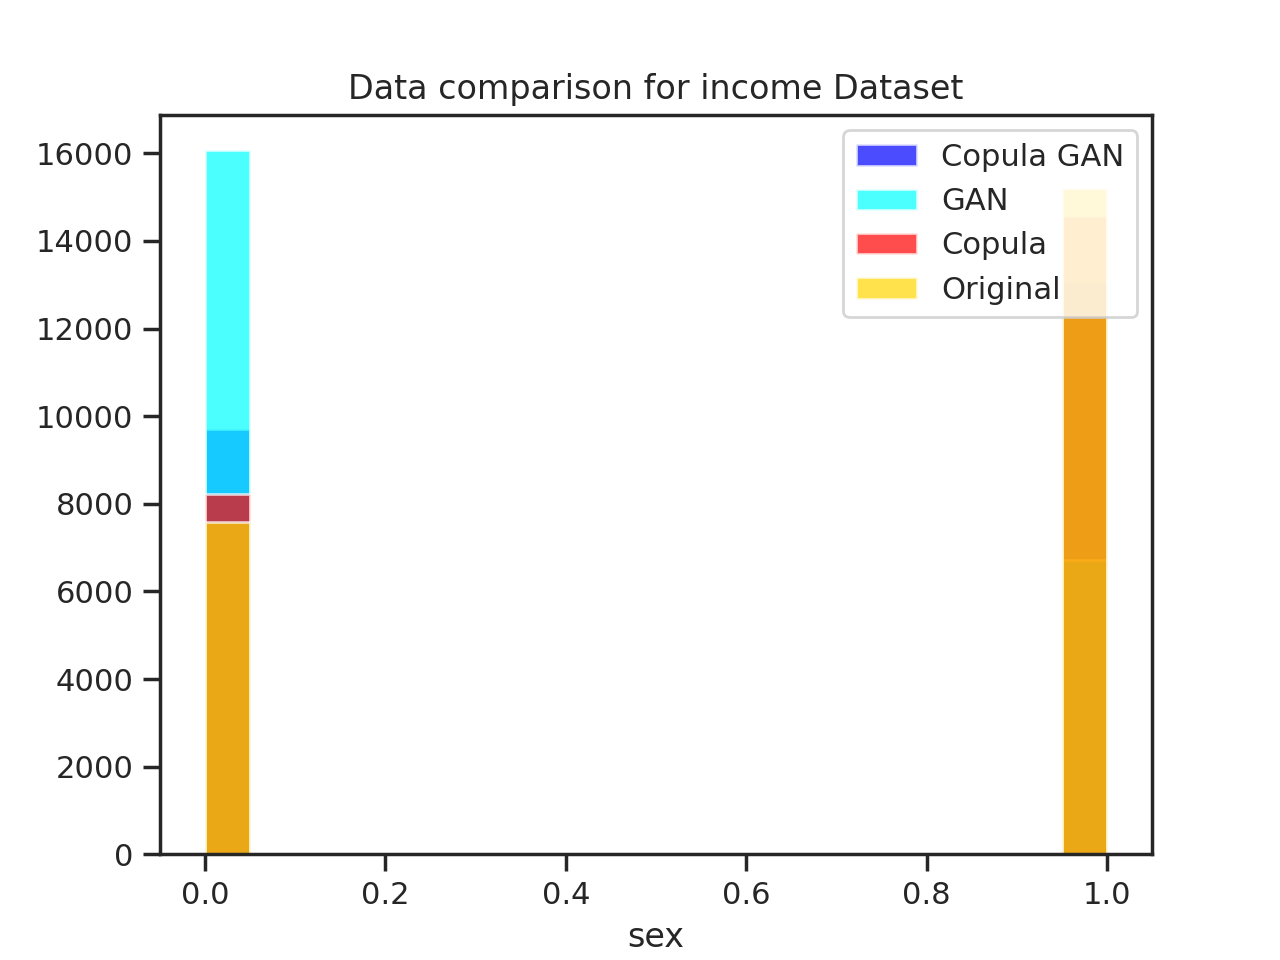 Data comparison for income Dataset
Copula GAN
GAN
Copula
Original
16000
14000
12000
10000
8000
6000
4000
2000
0
0.0 0.2 0.4 0.6 0.8 1.0
sex